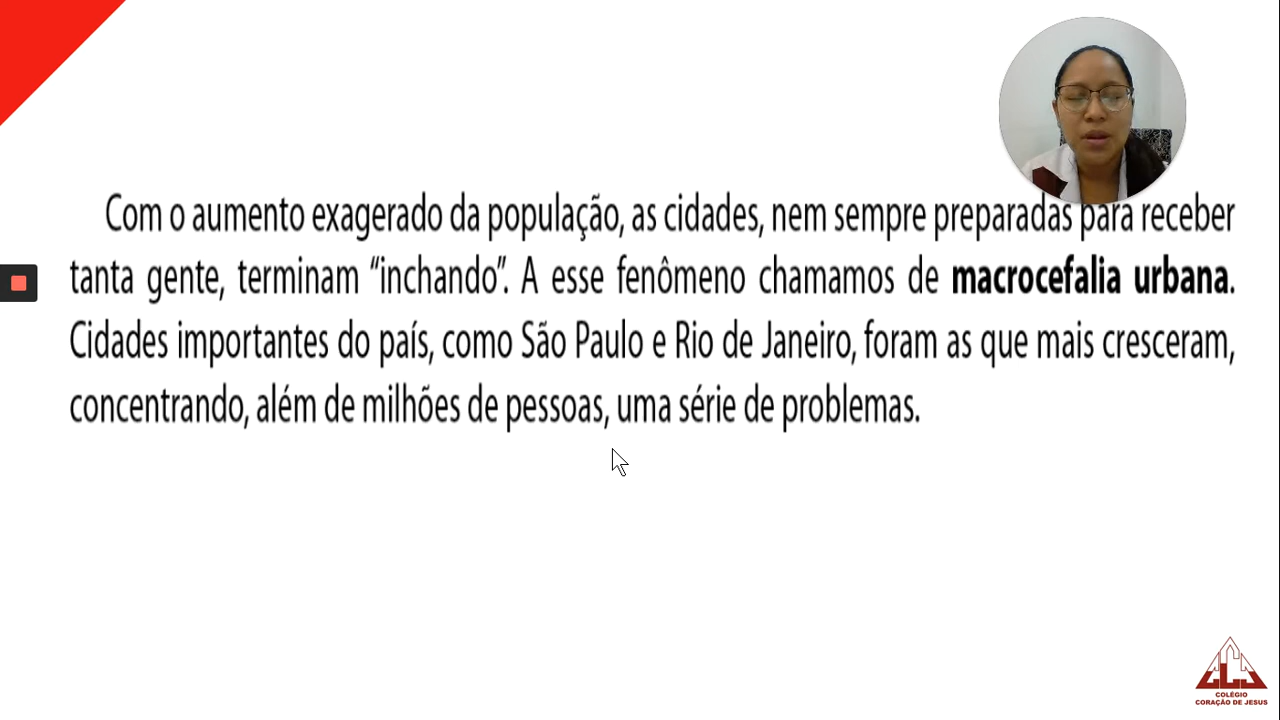 Com o aumento exagerado da população, as cidades, nem sempre preparadas para receber
tanta gente, terminam “inchando”. A esse fenômeno chamamos de macrocefalia urbana.
Cidades importantes do país, como São Paulo e Rio de Janeiro, foram as que mais cresceram,
concentrando, além de milhões de pessoas, uma série de problemas.
COLÉGIO
CORAÇÃO DE JESUS